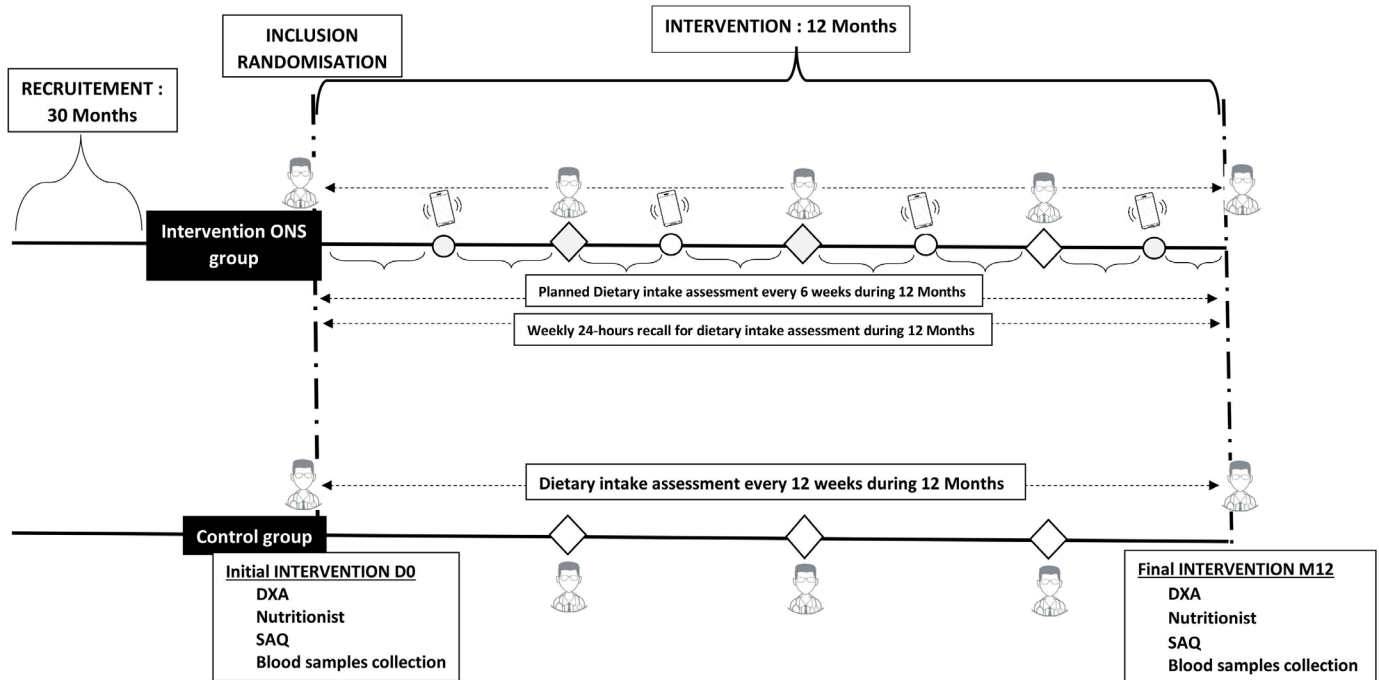 INCLUSION
RANDOMISATION
INTERVENTION : 12 Months
RECRUITEMENT :
30 Months
Intervention ONS
group
Planned Dietary intake assessment every 6 weeks during 12 Months
Weekly 24-hours recall for dietary intake assessment during 12 Months
Dietary intake assessment every 12 weeks during 12 Months
Control group
Initial INTERVENTION D0
DXA
Nutritionist
SAQ
Blood samples collection
Final INTERVENTION M12
DXA
Nutritionist
SAQ
Blood samples collection